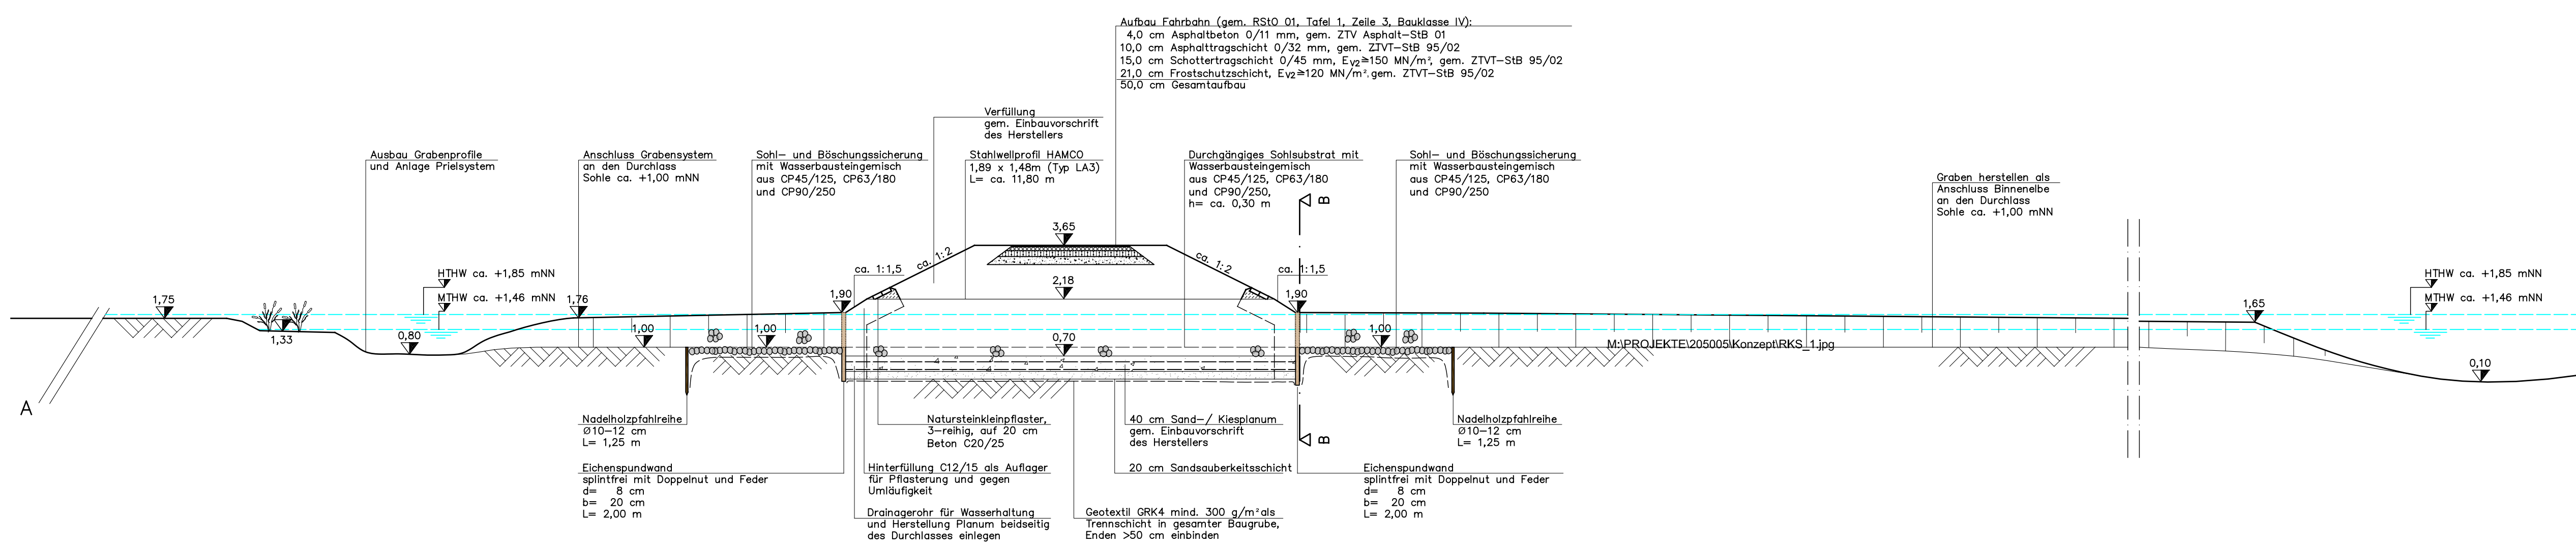 Aufbau Fahrbahn (gem. RStO 01, Tafel 1, Zeile 3, Bauklasse IV):
4,0 cm Asphaltbeton 0/11 mm, gem. ZTV Asphalt-StB 01
10,0 cm Asphalttragschicht 0/32 mm, gem. ZTVT-StB 95/02
15,0 cm Schottertragschicht 0/45 mm, EV2≥150 MN/m², gem. ZTVT-StB 95/02
21,0 cm Frostschutzschicht, EV2≥120 MN/m².gem. ZTVT-StB 95/02
50,0 cm Gesamtaufbau
Verfüllung
gem. Einbauvorschrift
des Herstellers
Ausbau Grabenprofile
und Anlage Prielsystem
Anschluss Grabensystem
an den Durchlass
Sohle ca. +1,00 mNN
Sohl- und Böschungssicherung
mit Wasserbausteingemisch
aus CP45/125, CP63/180
und CP90/250
Stahlwellprofil HAMCO
1,89 x 1,48m (Typ LA3)
L= ca. 11,80 m
Durchgängiges Sohlsubstrat mit
Wasserbausteingemisch
aus CP45/125, CP63/180
und CP90/250,
h= ca. 0,30 m
Sohl- und Böschungssicherung
mit Wasserbausteingemisch
aus CP45/125, CP63/180
und CP90/250
Graben herstellen als
Anschluss Binnenelbe
an den Durchlass
Sohle ca. +1,00 mNN
B
3,65
ca. 1:2
ca. 1:2
HTHW ca. +1,85 mNN
MTHW ca. +1,46 mNN
ca. 1:1,5
ca. 1:1,5
HTHW ca. +1,85 mNN
MTHW ca. +1,46 mNN
1,75
1,76
1,90
2,18
1,90
1,65
1,33
0,80
1,00
1,00
0,70
1,00
M:\PROJEKTE\205005\Konzept\RKS_1.jpg
0,10
A
Nadelholzpfahlreihe
Ø10-12 cm
L= 1,25 m
Natursteinkleinpflaster,
3-reihig, auf 20 cm
Beton C20/25
40 cm Sand-/ Kiesplanum
gem. Einbauvorschrift
des Herstellers
B
Nadelholzpfahlreihe
Ø10-12 cm
L= 1,25 m
Eichenspundwand
splintfrei mit Doppelnut und Feder
d= 8 cm
b= 20 cm
L= 2,00 m
Hinterfüllung C12/15 als Auflager
für Pflasterung und gegen
Umläufigkeit
20 cm Sandsauberkeitsschicht
Eichenspundwand
splintfrei mit Doppelnut und Feder
d= 8 cm
b= 20 cm
L= 2,00 m
Drainagerohr für Wasserhaltung
und Herstellung Planum beidseitig
des Durchlasses einlegen
Geotextil GRK4 mind. 300 g/m²als
Trennschicht in gesamter Baugrube,
Enden >50 cm einbinden